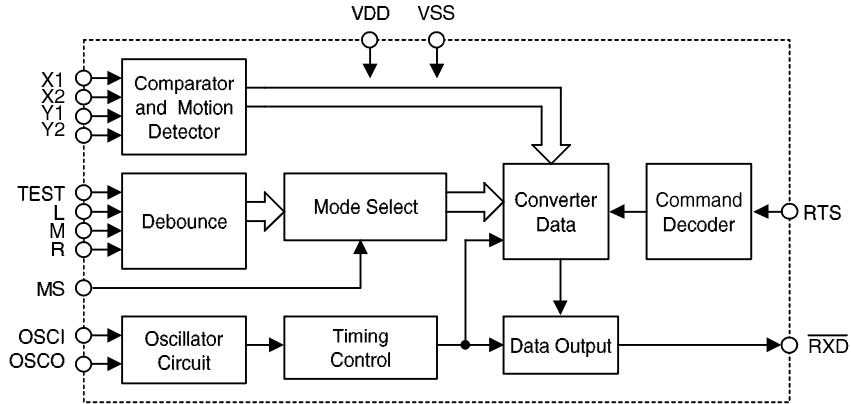 VDD
VSS
X1
X2
Y1
Y2
Comparator
and Motion
Detector
TEST
L
M
R
Debounce
Mode Select
Converter
Data
Command
Decoder
RTS
MS
OSCI
OSCO
Oscillator
Circuit
Timing
Control
Data Output
RXD